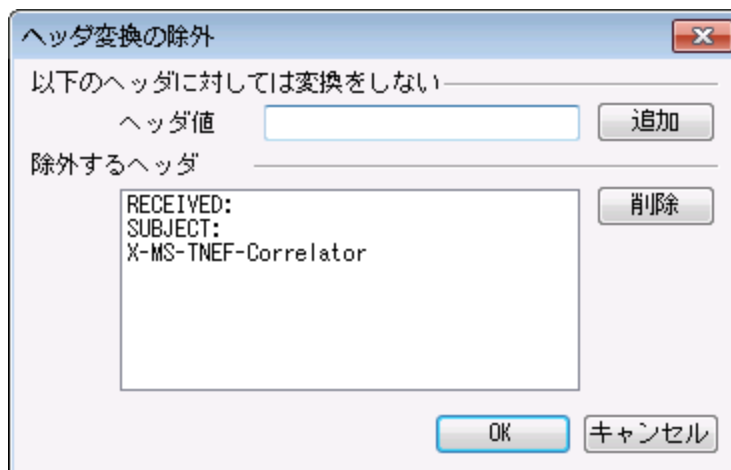 ヘッダ変換の除外
以下のヘッダに対しては変換をしない
ヘッダ値 追加
除外するヘッダ
RECEIVED: 削除
SUBJECT:
X-MS-TNEF-Correlator
OK キャンセル